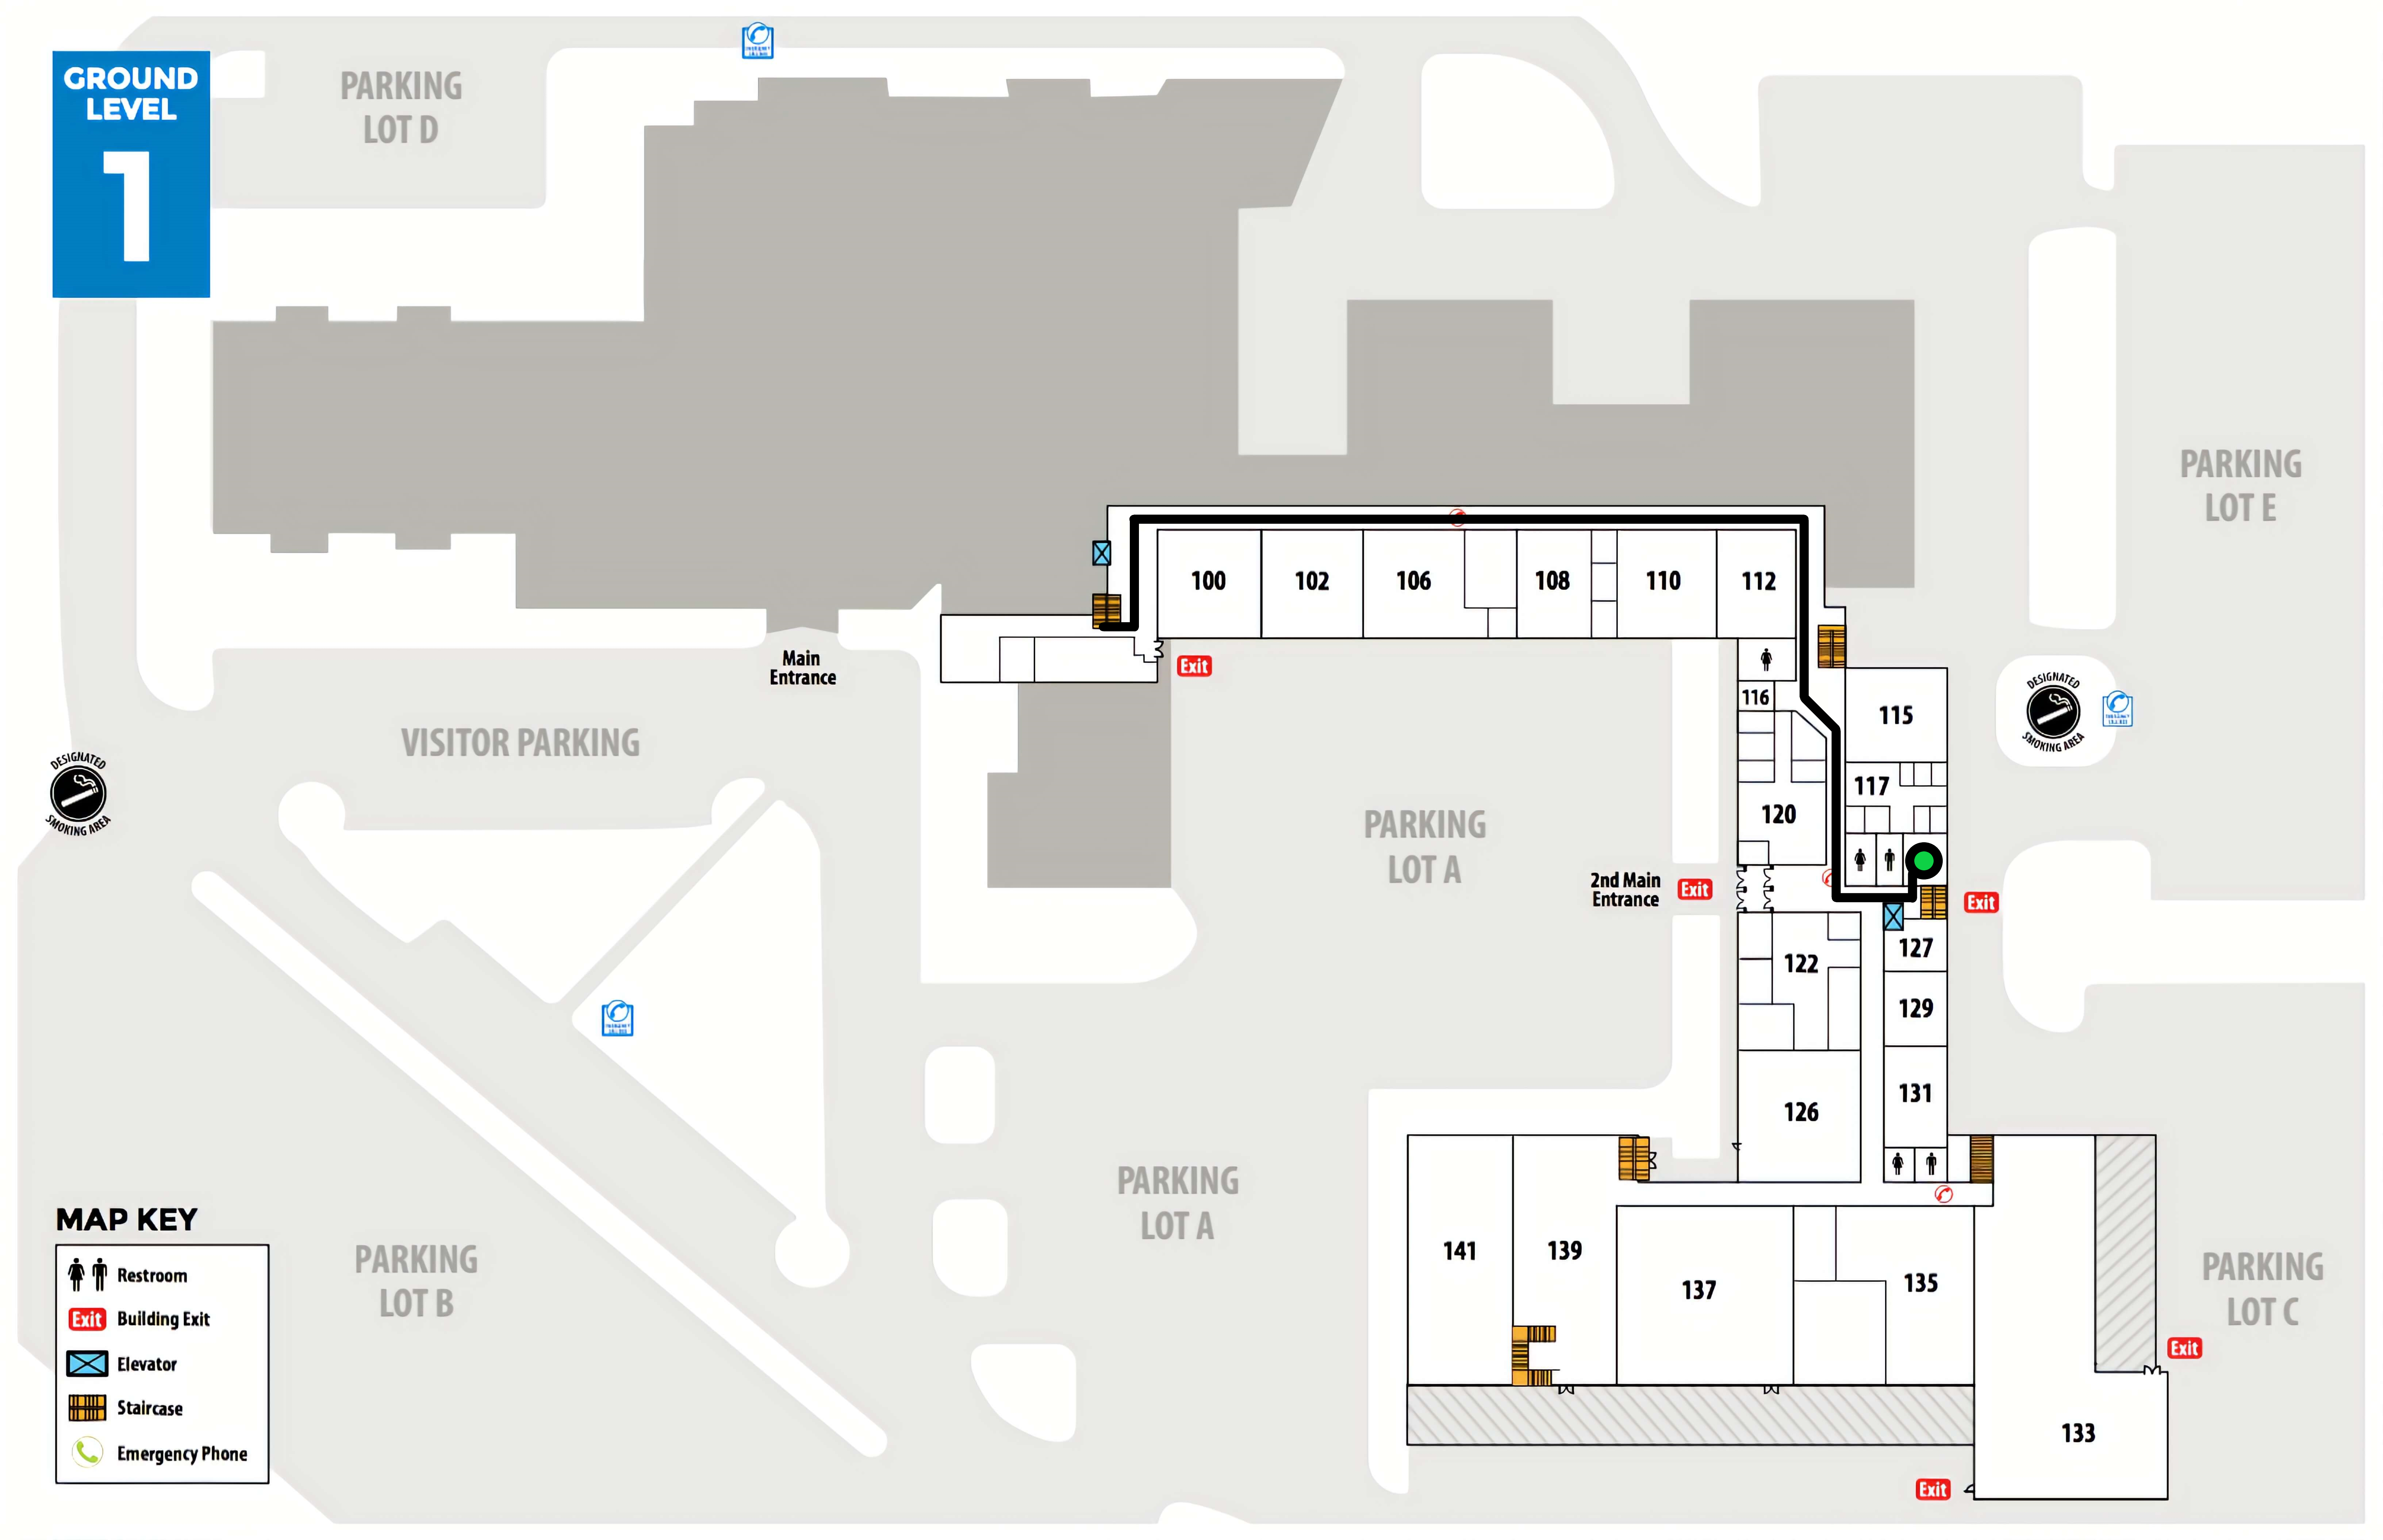 GROUND
LEVEL
1
PARKING
LOT D
PARKING
LOT E
100
102
106
108
110
112
Main
Entrance
Exit
116
115
DESIGNATED
SMOKING AREA
VISITOR PARKING
DESIGNATED
SMOKING AREA
117
120
PARKING
LOT A
2nd Main
Entrance
Exit
Exit
127
122
129
131
126
PARKING
LOT A
MAP KEY
Restroom
Exit
Building Exit
Elevator
Staircase
Emergency Phone
PARKING
LOT B
141
139
137
135
PARKING
LOT C
Exit
133
Exit